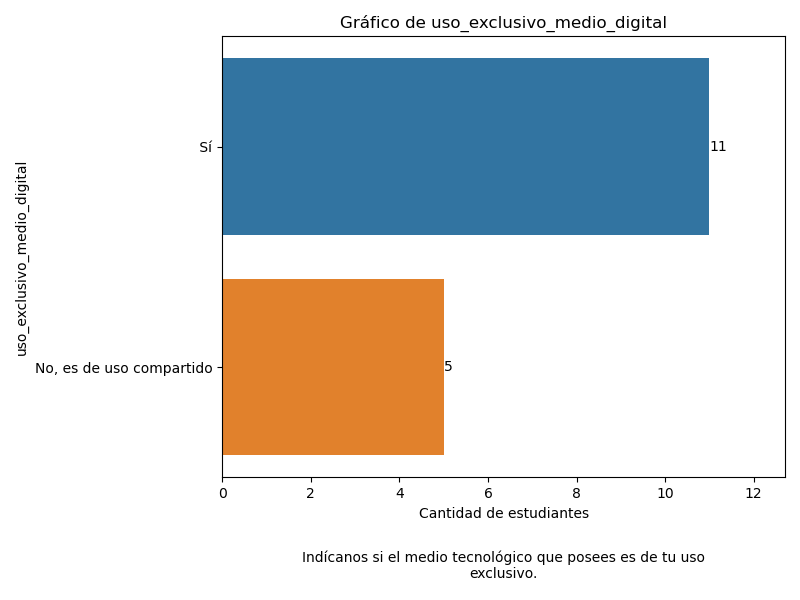 Gráfico de uso_exclusivo_medio_digital
uso_exclusivo_medio_digital
Sí
11
No, es de uso compartido
5
0 2 4 6 8 10 12
Cantidad de estudiantes
Indícanos si el medio tecnológico que posees es de tu uso
exclusivo.